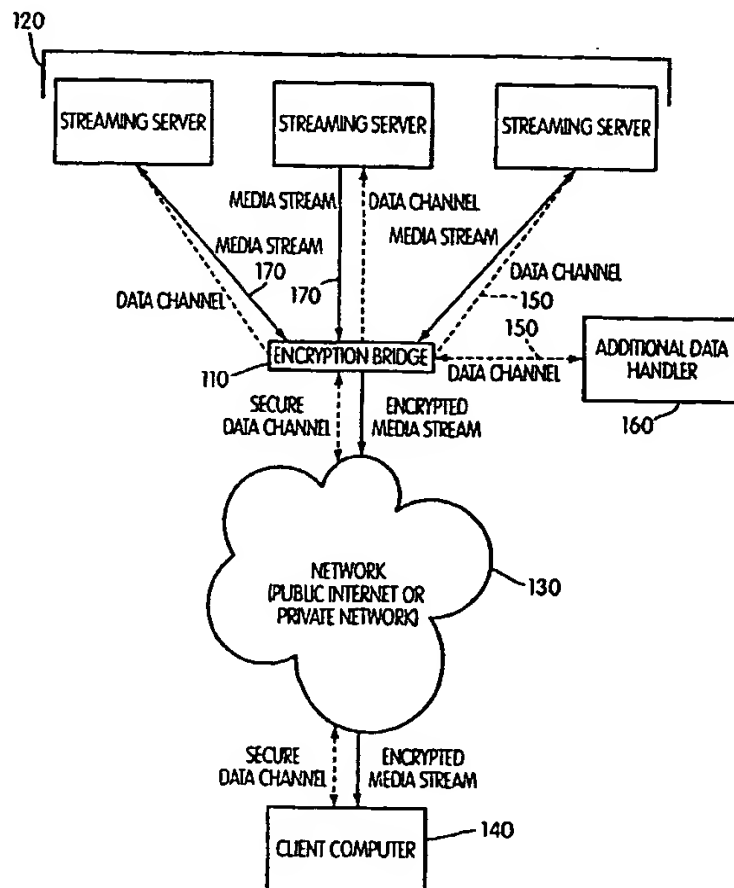 120
STREAMING SERVER
STREAMING SERVER
STREAMING SERVER
MEDIA STREAM
DATA CHANNEL
MEDIA STREAM
MEDIA STREAM
170
DATA CHANNEL
170
DATA CHANNEL
150
150
110
ENCRYPTION BRIDGE
DATA CHANNEL
ADDITIONAL DATA
HANDLER
160
SECURE
DATA CHANNEL
ENCRYPTED
MEDIA STREAM
NETWORK
(PUBLIC INTERNET OR
PRIVATE NETWORK)
130
SECURE
DATA CHANNEL
ENCRYPTED
MEDIA STREAM
CLIENT COMPUTER
140